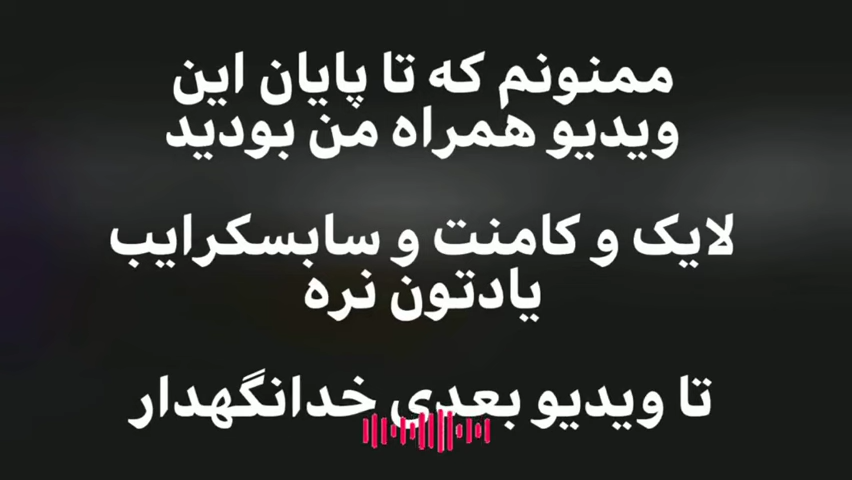 ممنونم که تا پایان این
ویدیو همراه من بودید
لایک و کامنت و سابسکرایب
یادتون نره
تا ویدیو بعدی خدانگهدار